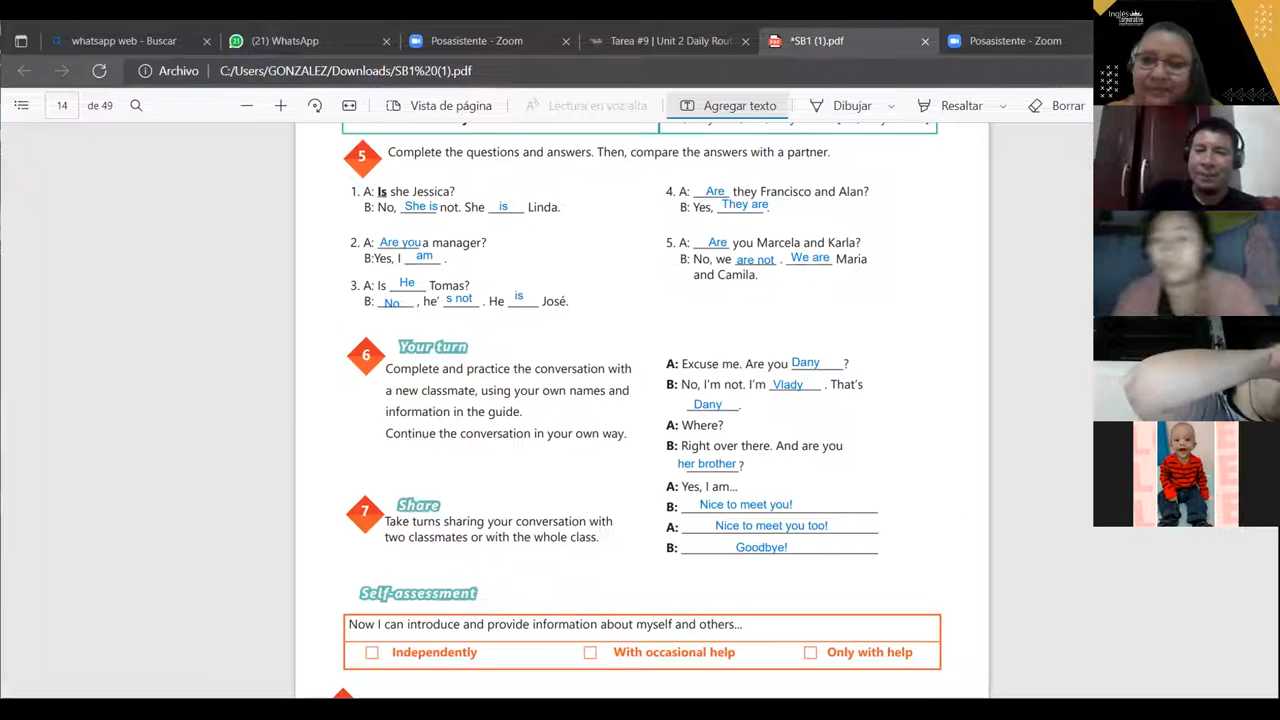 whatsapp web - Buscar
(21) WhatsApp
Posasistente - Zoom
Tarea #9 | Unit 2 Daily Rout
*SB1 (1).pdf
Posasistente - Zoom
Archivo
C:/Users/GONZALEZ/Downloads/SB1%20(1).pdf
14
de 49
Vista de página
Lectura en voz alta
Agregar texto
Dibujar
Resaltar
Borrar
Inglés
Corporativo
5
Complete the questions and answers. Then, compare the answers with a partner.
1. A: Is she Jessica?
B: No, She is not. She is Linda.
2. A: Are you a manager?
B:Yes, I am .
3. A: Is He Tomas?
B: No , he' s not . He is José.
4. A: Are they Francisco and Alan?
B: Yes, They are .
5. A: Are you Marcela and Karla?
B: No, we are not . We are Maria
and Camila.
6
Your turn
Complete and practice the conversation with
a new classmate, using your own names and
information in the guide.
Continue the conversation in your own way.
A: Excuse me. Are you Dany ?
B: No, I'm not. I'm Vlady . That's
Dany .
A: Where?
B: Right over there. And are you
her brother ?
A: Yes, I am...
B: Nice to meet you!
A: Nice to meet you too!
B: Goodbye!
7
Share
Take turns sharing your conversation with
two classmates or with the whole class.
Self-assessment
Now I can introduce and provide information about myself and others...
Independently
With occasional help
Only with help